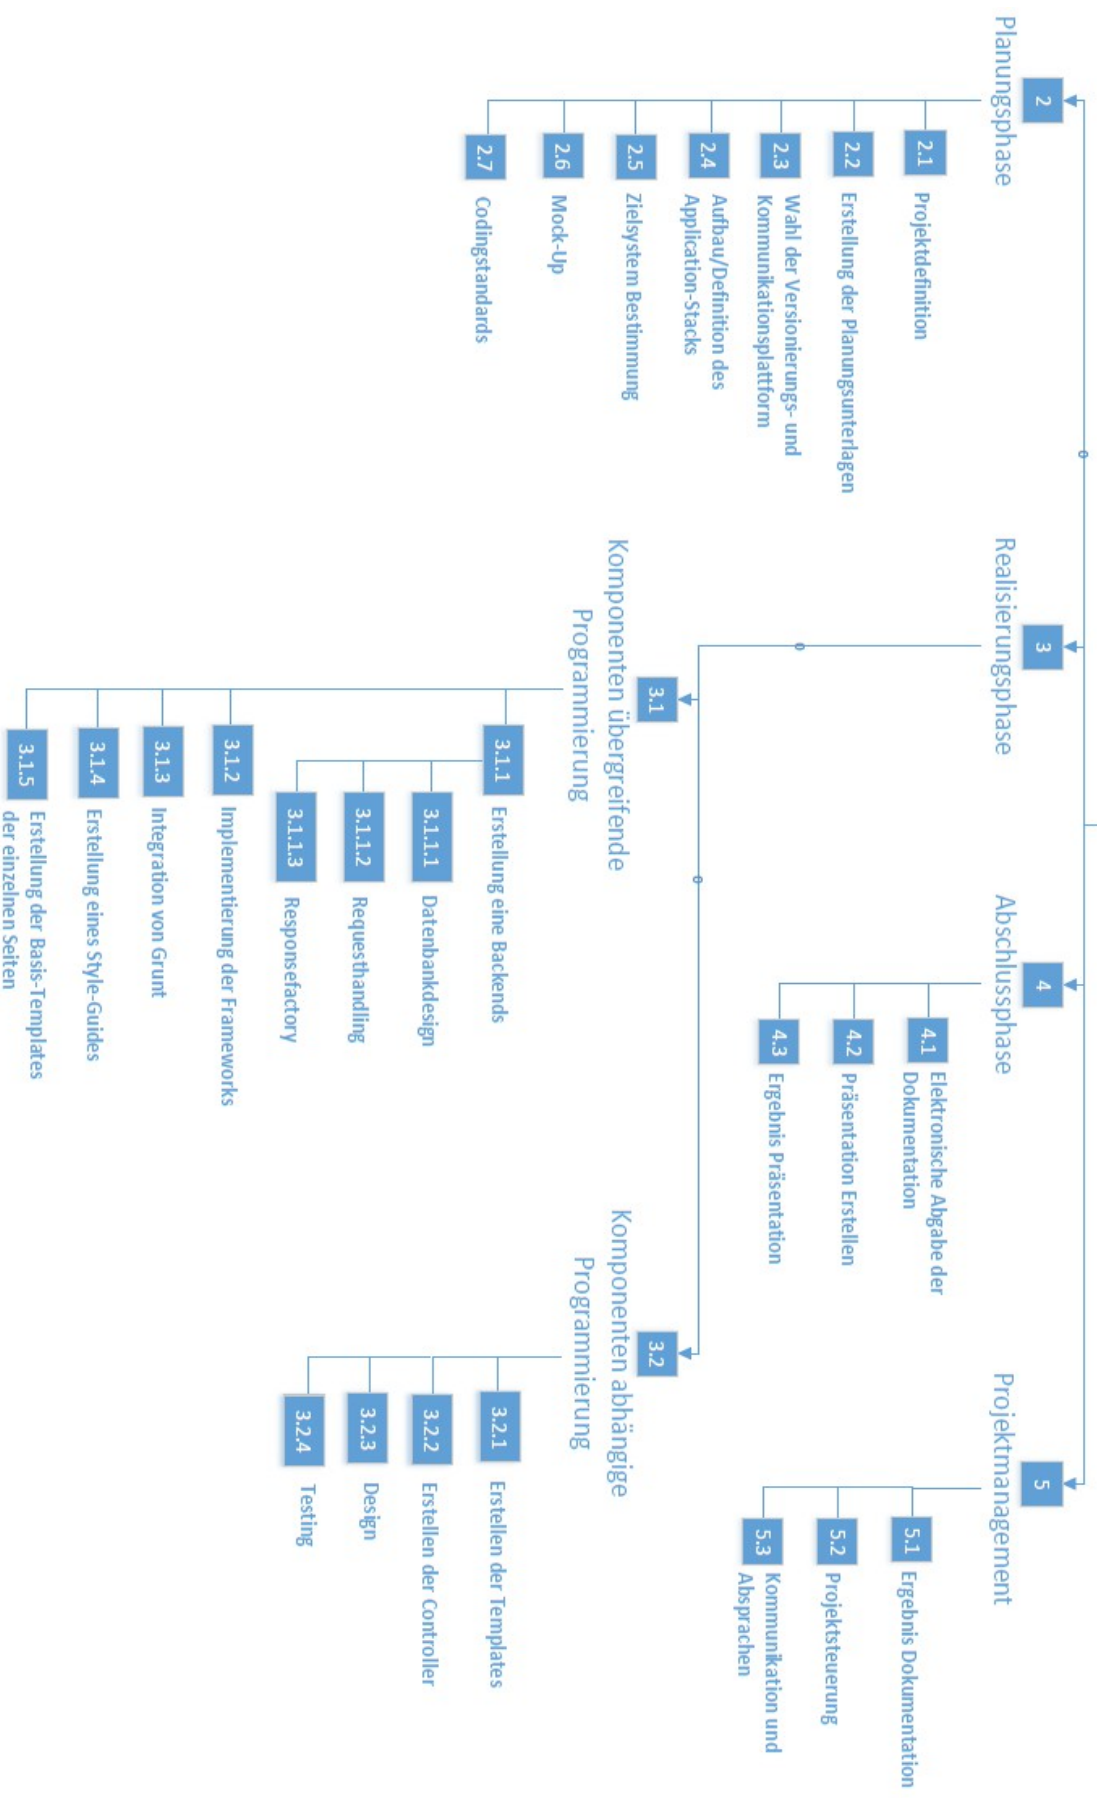 2
Planungsphase
2.1
Projektdefinition
2.2
Erstellung der Planungsunterlagen
2.3
Wahl der Versionierungs- und
Kommunikationsplattform
2.4
Aufbau/Definition des
Application-Stacks
2.5
Zielsystem Bestimmung
2.6
Mock-Up
2.7
Codingstandards
0
3
Realisierungsphase
0
3.1
Komponenten übergreifende
Programmierung
3.1.1
Erstellung eine Backends
3.1.1.1
Datenbankdesign
3.1.1.2
Requesthandling
3.1.1.3
Responsefactory
3.1.2
Implementierung der Frameworks
3.1.3
Integration von Grunt
3.1.4
Erstellung eines Style-Guides
3.1.5
Erstellung der Basis-Templates
der einzelnen Seiten
0
3.2
Komponenten abhängige
Programmierung
3.2.1
Erstellen der Templates
3.2.2
Erstellen der Controller
3.2.3
Design
3.2.4
Testing
4
Abschlussphase
4.1
Elektronische Abgabe der
Dokumentation
4.2
Präsentation Erstellen
4.3
Ergebnis Präsentation
5
Projektmanagement
5.1
Ergebnis Dokumentation
5.2
Projektsteuerung
5.3
Kommunikation und
Absprachen